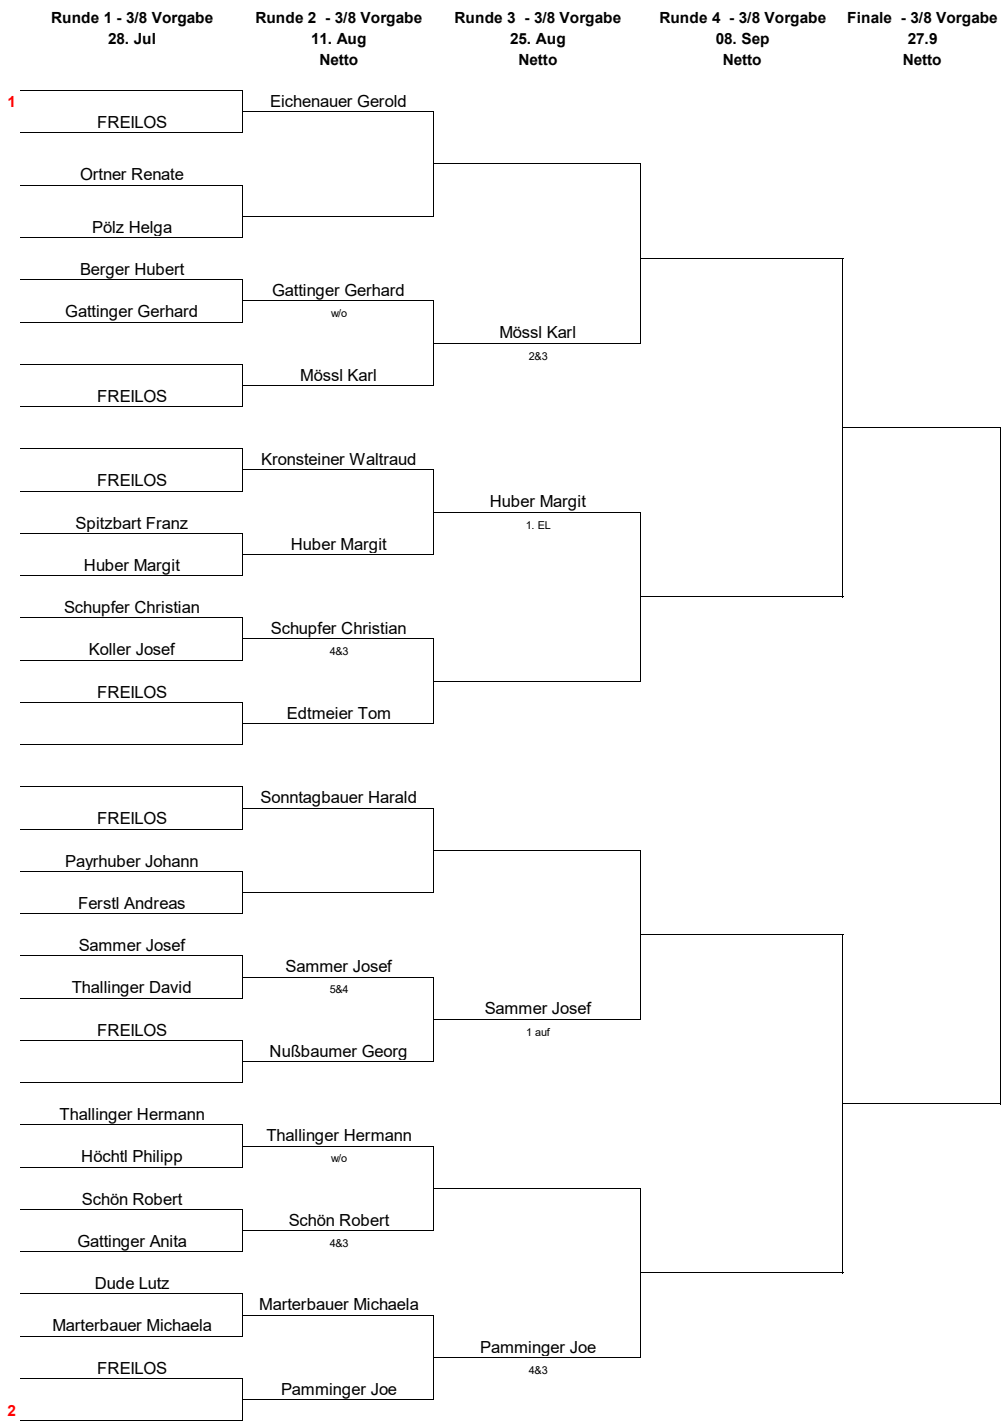 Runde 1 - 3/8 Vorgabe
28. Jul
Runde 2 - 3/8 Vorgabe
11. Aug
Netto
Runde 3 - 3/8 Vorgabe
25. Aug
Netto
Runde 4 - 3/8 Vorgabe
08. Sep
Netto
Finale - 3/8 Vorgabe
27.9
Netto
1
Eichenauer Gerold
FREILOS
Ortner Renate
Pölz Helga
Berger Hubert
Gattinger Gerhard
Gattinger Gerhard
w/o
Mössl Karl
2&3
Mössl Karl
FREILOS
Kronsteiner Waltraud
FREILOS
Huber Margit
1. EL
Spitzbart Franz
Huber Margit
Huber Margit
Schupfer Christian
Schupfer Christian
4&3
Koller Josef
FREILOS
Edtmeier Tom
Sonntagbauer Harald
FREILOS
Payrhuber Johann
Ferstl Andreas
Sammer Josef
Sammer Josef
5&4
Thallinger David
Sammer Josef
1 auf
FREILOS
Nußbaumer Georg
Thallinger Hermann
Thallinger Hermann
w/o
Höchtl Philipp
Schön Robert
Schön Robert
4&3
Gattinger Anita
Dude Lutz
Marterbauer Michaela
Marterbauer Michaela
Pamminger Joe
4&3
FREILOS
Pamminger Joe
2